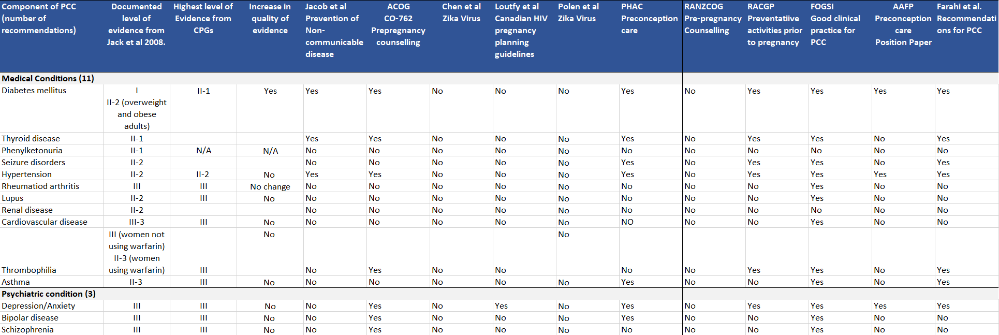 Component of PCC (number of recommendations) Documented level of evidence from Jack et al 2008. Highest level of Evidence from CPGs Increase in quality of evidence Jacob et al Prevention of Non-communicable disease ACOG CO-762 Prepregnancy counselling Chen et al Zika Virus Loutfy et al Canadian HIV pregnancy planning guidelines Polen et al Zika Virus PHAC Preconception care RANZCOG Pre-pregnancy Counselling RACGP Preventatiive activities prior to pregnancy FOGSI Good clinical practice for PCC AAFP Preconception care Position Paper Farahi et al. Recommendati ons for PCC
Medical Conditions (11)
Diabetes mellitus I II-2 (overweight and obese adults) II-1 Yes Yes Yes No No No Yes No Yes Yes Yes Yes
Thyroid disease II-1 Yes Yes No No No Yes No Yes Yes No Yes
Phenylketonuria II-1 N/A N/A No No No No No No No No No No No
Seizure disorders II-2 No No No No No Yes No Yes Yes No Yes
Hypertension II-2 II-2 No Yes Yes No No No Yes No Yes Yes Yes Yes
Rheumatiod arthritis III III No change No No No No No No No No Yes No No
Lupus II-2 III No No No No No No No No No Yes No No
Renal disease II-2 No No No No No No No No No No No
Cardiovascular disease III-3 III No No No No No No NO No No Yes No No
Thrombophilia III (women not using warfarin) II-3 (women using warfarin) III No No Yes No No No No No Yes Yes No Yes
Asthma II-3 III No No No No No No Yes No No Yes No Yes
Psychiatric condition (3)
Depression/Anxiety III III No No Yes No Yes No Yes No Yes Yes Yes Yes
Bipolar disease III III No No Yes No No No Yes No No Yes No No
Schizophrenia III III No No Yes No No No No No No Yes No No